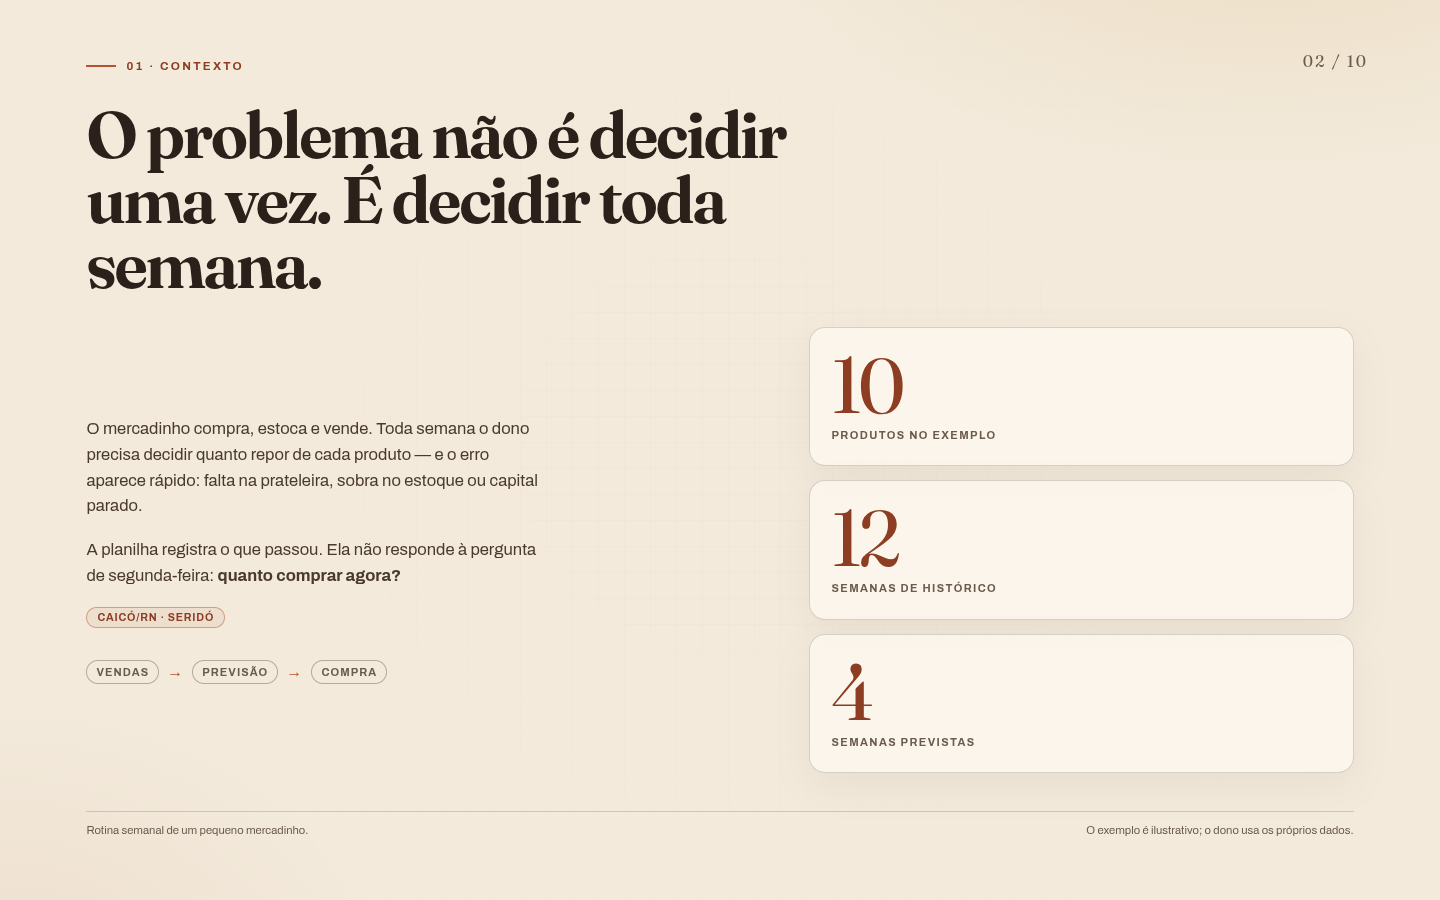 01 · CONTEXTO
02 / 10
O problema não é decidir
uma vez. É decidir toda
semana.
O mercadinho compra, estoca e vende. Toda semana o dono
precisa decidir quanto repor de cada produto — e o erro
aparece rápido: falta na prateleira, sobra no estoque ou capital
parado.
A planilha registra o que passou. Ela não responde à pergunta
de segunda-feira: quanto comprar agora?
CAICÓ/RN · SERIDÓ
VENDAS → PREVISÃO → COMPRA
10
PRODUTOS NO EXEMPLO
12
SEMANAS DE HISTÓRICO
4
SEMANAS PREVISTAS
Rotina semanal de um pequeno mercadinho.
O exemplo é ilustrativo; o dono usa os próprios dados.